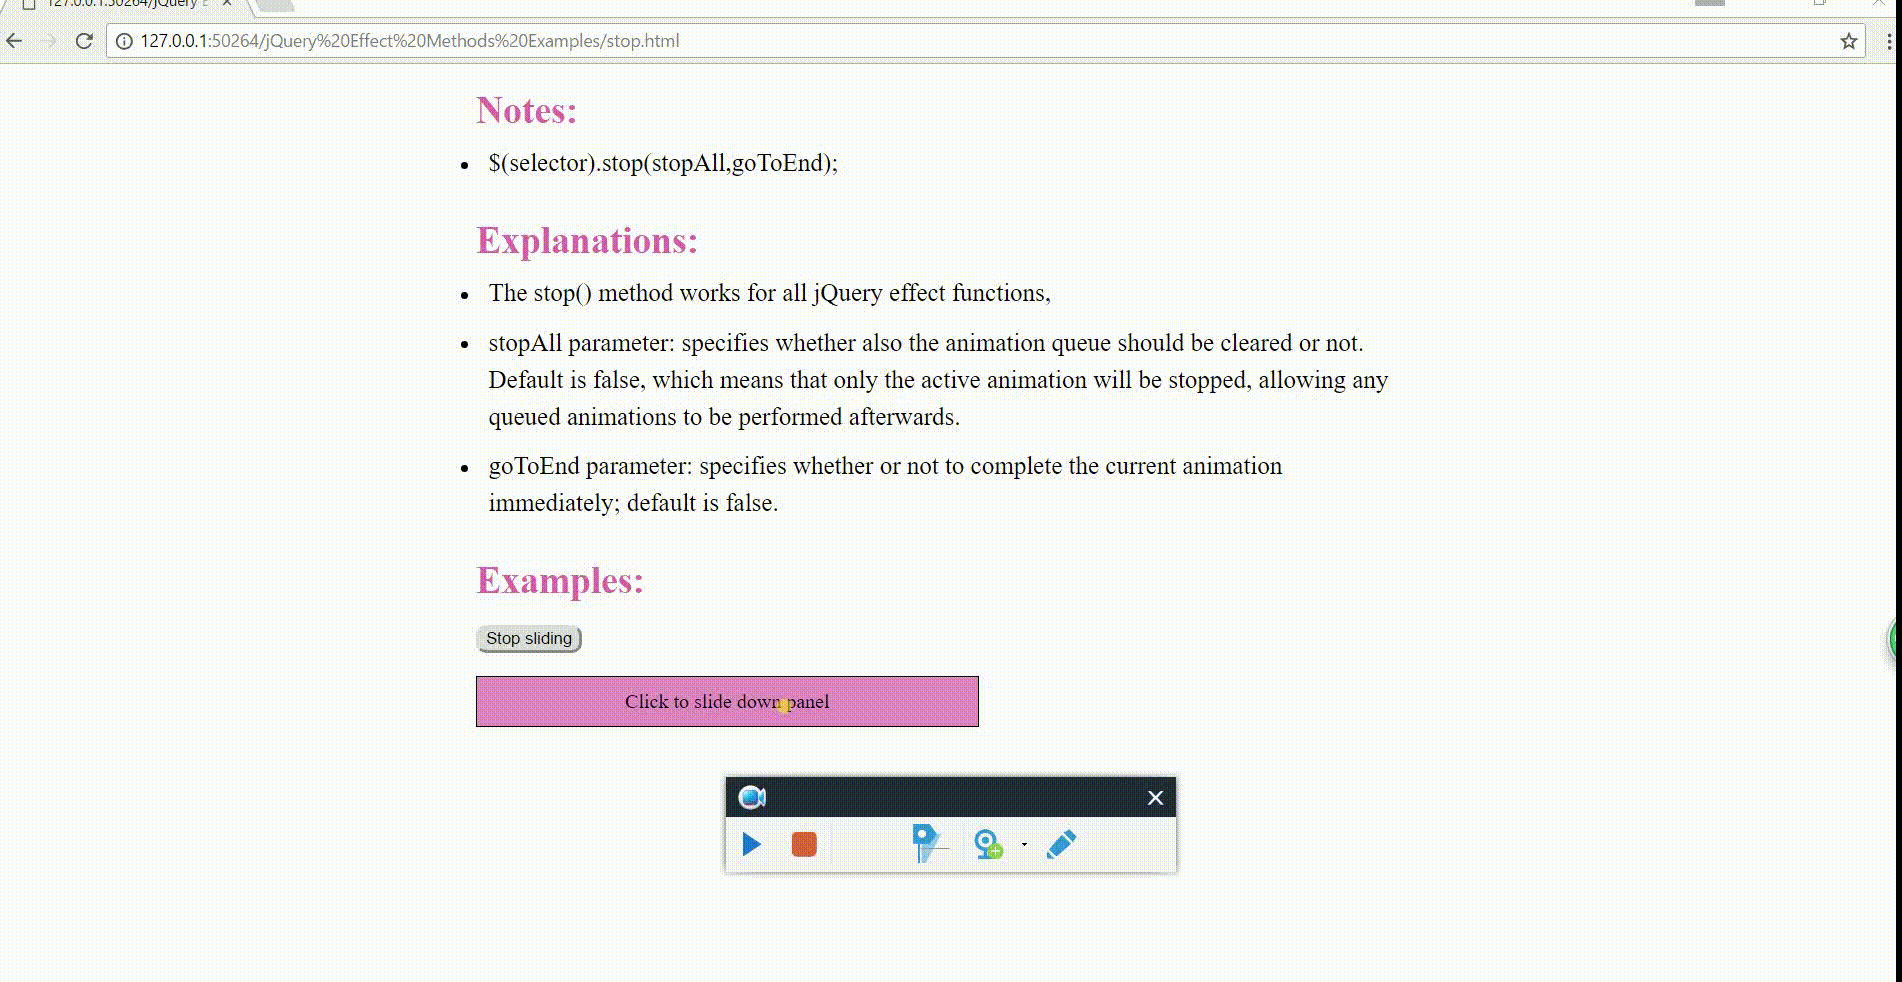 127.0.0.1:50264/jQuery E
127.0.0.1:50264/jQuery%20Effect%20Methods%20Examples/stop.html
Notes:
$(selector).stop(stopAll,goToEnd);
Explanations:
The stop() method works for all jQuery effect functions,
stopAll parameter: specifies whether also the animation queue should be cleared or not.
Default is false, which means that only the active animation will be stopped, allowing any
queued animations to be performed afterwards.
goToEnd parameter: specifies whether or not to complete the current animation
immediately; default is false.
Examples:
Stop sliding
Click to slide down panel